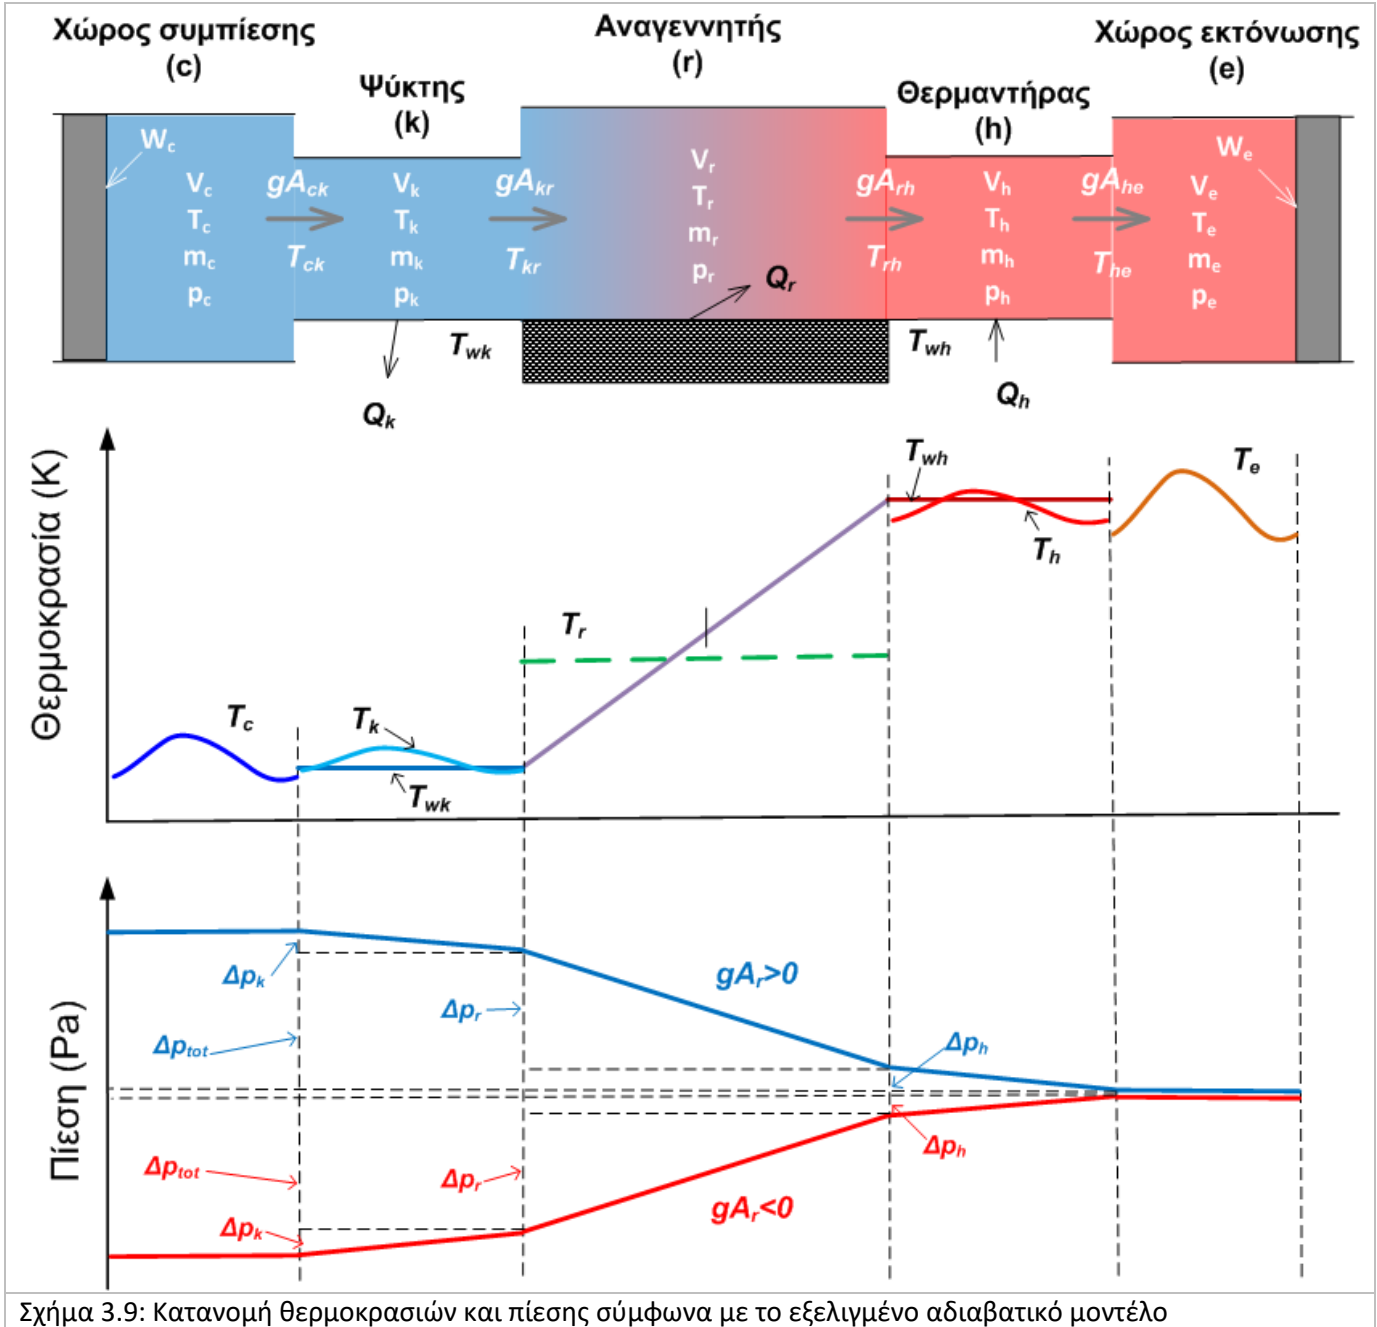 Χώρος συμπίεσης
(c)
Ψύκτης
(k)
Αναγεννητής
(r)
Θερμαντήρας
(h)
Χώρος εκτόνωσης
(e)
Wc
Vc
Tc
mc
pc
gAck
Tck
Vk
Tk
mk
pk
gAkr
Tkr
Vr
Tr
mr
pr
Qr
gArh
Trh
Vh
Th
mh
ph
gAhe
The
We
Ve
Te
me
pe
Twk
Qk
Twh
Qh
Θερμοκρασία (K)
Tc
Tk
Twk
Tr
Twh
Th
Te
Πίεση (Pa)
Δpk
Δptot
Δpr
gAr>0
Δph
Δptot
Δpk
Δpr
gAr<0
Δph
Σχήμα 3.9: Κατανομή θερμοκρασιών και πίεσης σύμφωνα με το εξελιγμένο αδιαβατικό μοντέλο